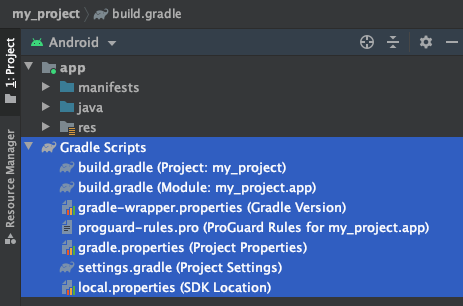 my_project build.gradle
1: Project
Resource Manager
Android
app
manifests
java
res
Gradle Scripts
build.gradle (Project: my_project)
build.gradle (Module: my_project.app)
gradle-wrapper.properties (Gradle Version)
proguard-rules.pro (ProGuard Rules for my_project.app)
gradle.properties (Project Properties)
settings.gradle (Project Settings)
local.properties (SDK Location)